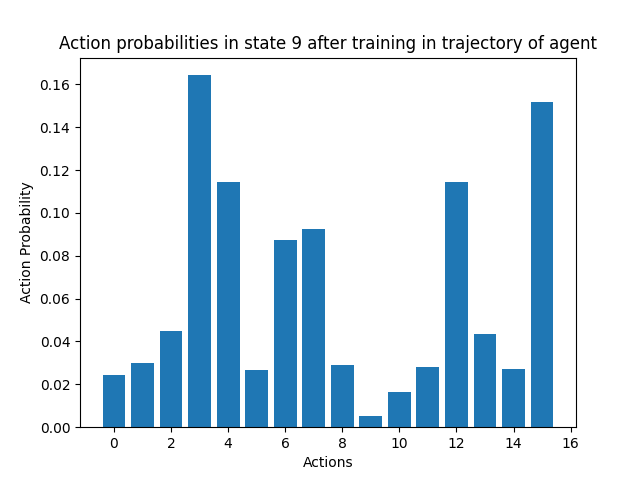 Action probabilities in state 9 after training in trajectory of agent
0.16
0.14
0.12
0.10
0.08
0.06
0.04
0.02
0.00
Action Probability
0 2 4 6 8 10 12 14 16
Actions